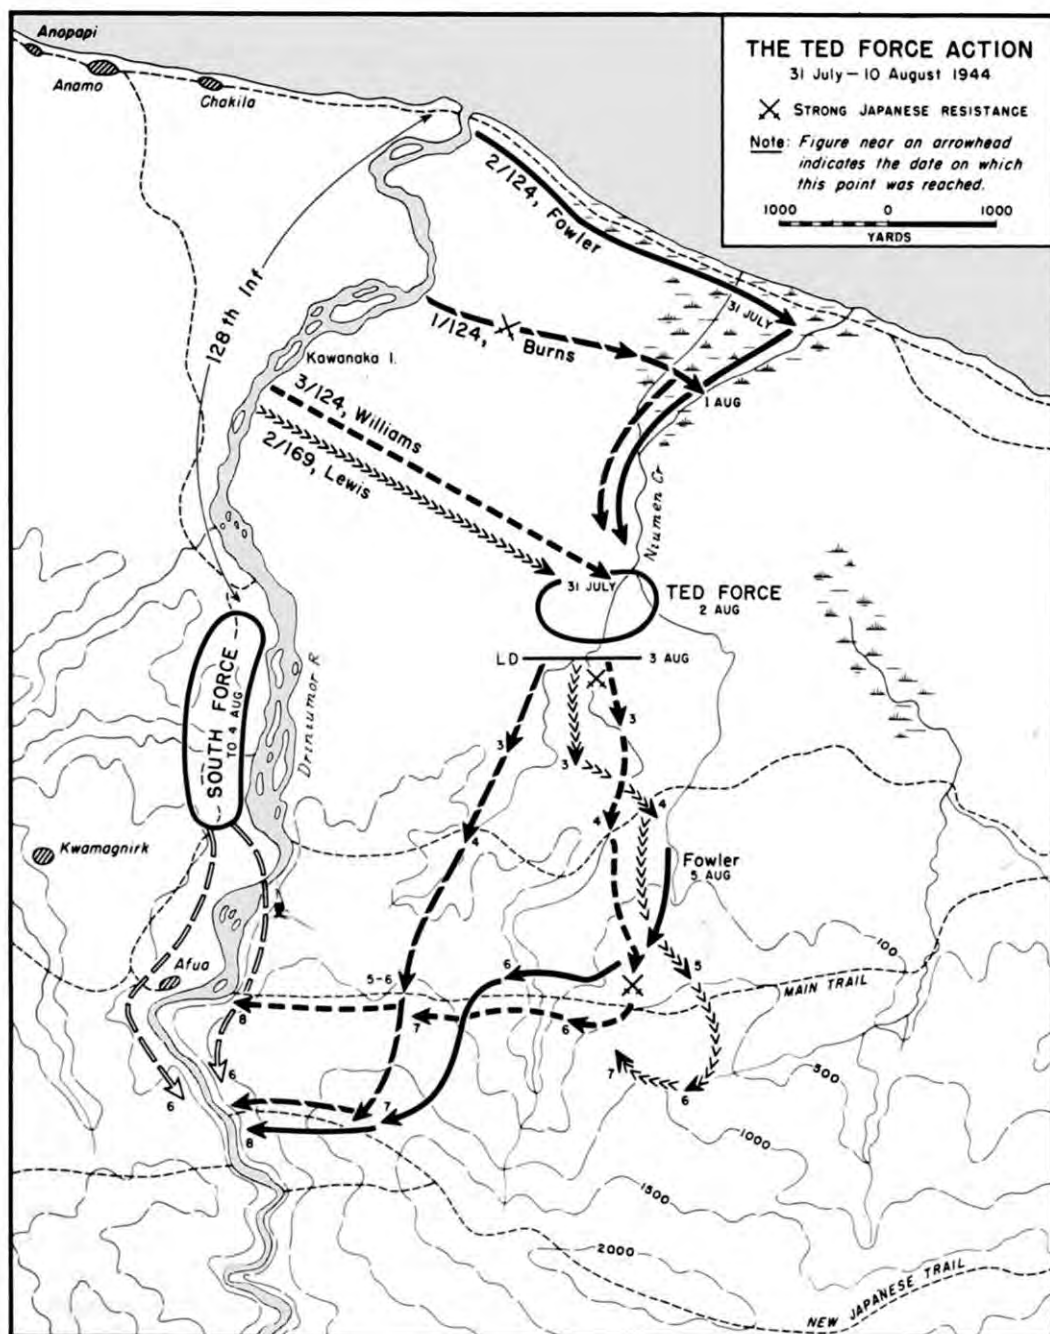 THE TED FORCE ACTION
31 July – 10 August 1944
STRONG JAPANESE RESISTANCE
Note: Figure near an arrowhead
indicates the date on which
this point was reached.
1000 0 1000
YARDS
Anopapi
Anamo
Chakila
2/124, Fowler
128th Inf
31 JULY
1/124, Burns
Kawanaka I.
1 AUG
3/124, Williams
2/169, Lewis
Niumen Cr
31 JULY
TED FORCE
2 AUG
LD
3 AUG
SOUTH FORCE
TO 4 AUG
Driniumor R
3
3
3
4
4
4
Kwamagnirk
Fowler
5 AUG
100
Afua
5-6
6
5
MAIN TRAIL
8
7
6
6
6
7
7
6
500
8
1000
1500
2000
NEW JAPANESE TRAIL